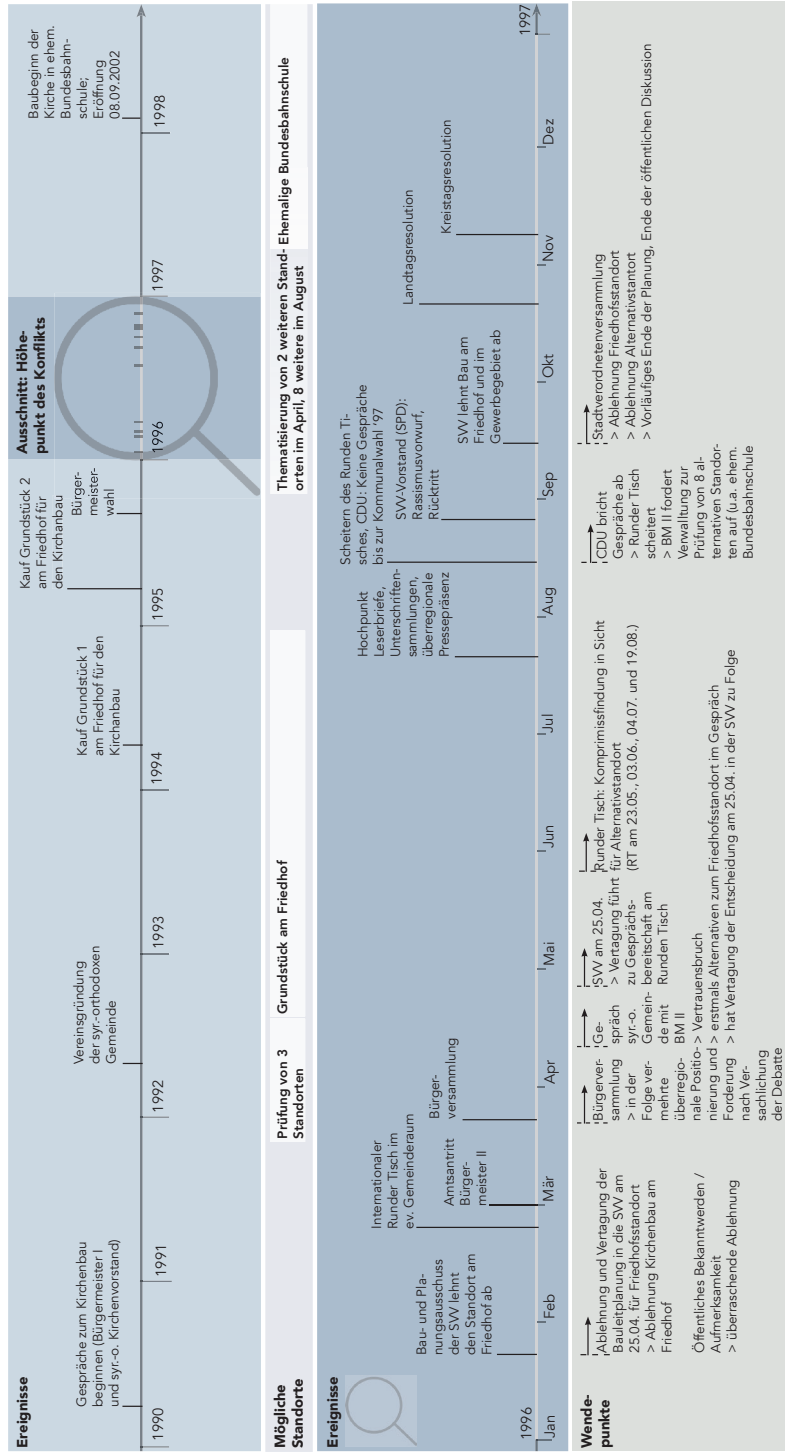 Ereignisse
Gespräche zum Kirchenbau
beginnen (Bürgermeister I
und syr.-o. Kirchenvorstand)
Vereinsgründung
der syr.-orthodoxen
Gemeinde
Kauf Grundstück 1
am Friedhof für den
Kirchanbau
Kauf Grundstück 2
am Friedhof für
den Kirchanbau
Bürger-
meister-
wahl
Ausschnitt: Höhe-
punkt des Konflikts
Baubeginn der
Kirche in ehem.
Bundesbahn-
schule;
Eröffnung
08.09.2002
1990
1991
1992
1993
1994
1995
1996
1997
1998
Mögliche
Standorte
Prüfung von 3
Standorten
Grundstück am Friedhof
Thematisierung von 2 weiteren Stand-
orten im April, 8 weitere im August
Ehemalige Bundesbahnschule
Ereignisse
Bau- und Pla-
nungsausschuss
der SVV lehnt
den Standort am
Friedhof ab
Internationaler
Runder Tisch im
ev. Gemeinderaum
Amtsantritt
Bürger-
meister II
Bürger-
versammlung
Hochpunkt
Leserbriefe,
Unterschriften-
sammlungen,
überregionale
Pressepräsenz
Scheitern des Runden Ti-
sches, CDU: Keine Gespräche
bis zur Kommunalwahl '97
SVV-Vorstand (SPD):
Rassismusvorwurf,
Rücktritt
SVV lehnt Bau am
Friedhof und im
Gewerbegebiet ab
Landtagsresolution
Kreistagsresolution
1996
1997
Jan
Feb
Mär
Apr
Mai
Jun
Jul
Aug
Sep
Okt
Nov
Dez
Wende-
punkte
Ablehnung und Vertagung der
Bauleitplanung in die SVV am
25.04. für Friedhofsstandort
> Ablehnung Kirchenbau am
Friedhof
Öffentliches Bekanntwerden /
Aufmerksamkeit
> überraschende Ablehnung
Bürgerver-
sammlung
> in der
Folge ver-
mehrte
überregio-
nale Positio-
nierung und
Forderung
nach Ver-
sachlichung
der Debatte
Ge-
spräch
syr.-o.
Gemein-
de mit
BM II
> Vertrauensbruch
> erstmals Alternativen zum Friedhofsstandort im Gespräch
> hat Vertagung der Entscheidung am 25.04. in der SVV zu Folge
SVV am 25.04.
> Vertagung führt
zu Gesprächs-
bereitschaft am
Runden Tisch
Runder Tisch: Komprimissfindung in Sicht
für Alternativstandort
(RT am 23.05., 03.06., 04.07. und 19.08.)
CDU bricht
Gespräche ab
> Runder Tisch
scheitert
> BM II fordert
Verwalltung zur
Prüfung von 8 al-
ternativen Standor-
ten auf (u.a. ehem.
Bundesbahnschule
Stadtverordnetenversammlung
> Ablehnung Friedhofsstandort
> Ablehnung Alternativstantort
> Vorläufiges Ende der Planung, Ende der öffentlichen Diskussion